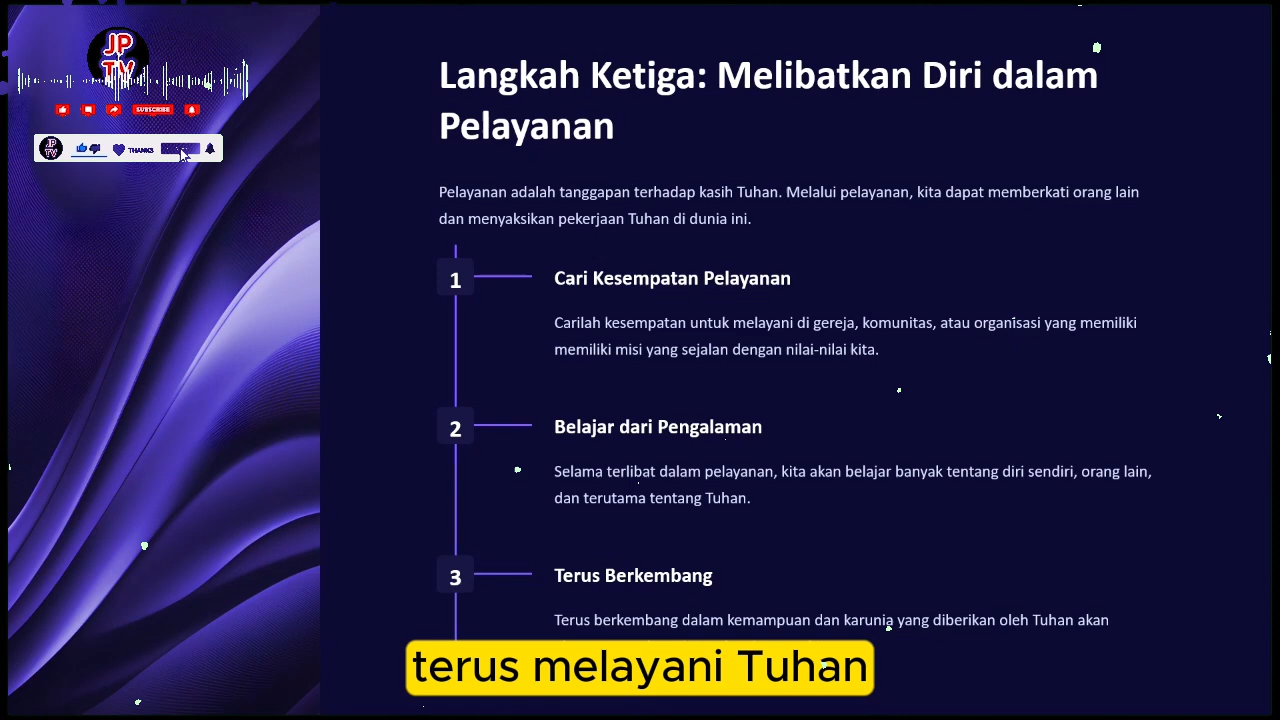 JP
TV
SUBSCRIBE
JP
TV
THANKS
Langkah Ketiga: Melibatkan Diri dalam
Pelayanan
Pelayanan adalah tanggapan terhadap kasih Tuhan. Melalui pelayanan, kita dapat memberkati orang lain
dan menyaksikan pekerjaan Tuhan di dunia ini.
1
Cari Kesempatan Pelayanan
Carilah kesempatan untuk melayani di gereja, komunitas, atau organisasi yang memiliki
memiliki misi yang sejalan dengan nilai-nilai kita.
2
Belajar dari Pengalaman
Selama terlibat dalam pelayanan, kita akan belajar banyak tentang diri sendiri, orang lain,
dan terutama tentang Tuhan.
3
Terus Berkembang
Terus berkembang dalam kemampuan dan karunia yang diberikan oleh Tuhan akan
terus melayani Tuhan